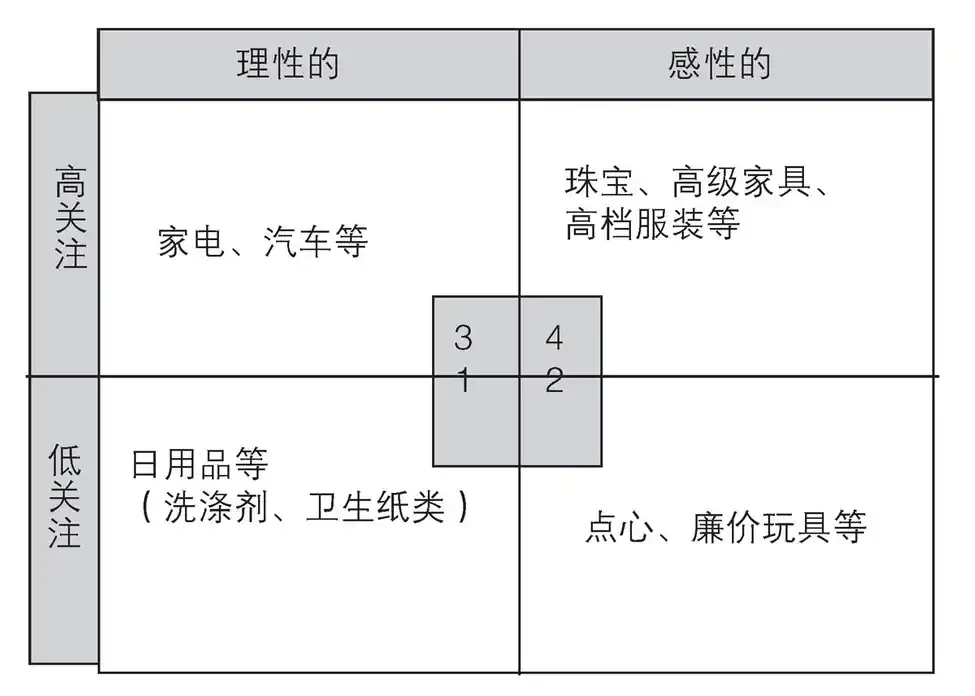 理性的
感性的
高关注
家电、汽车等
珠宝、高级家具、
高档服装等
3
4
1
2
低关注
日用品等
（洗涤剂、卫生纸类）
点心、廉价玩具等